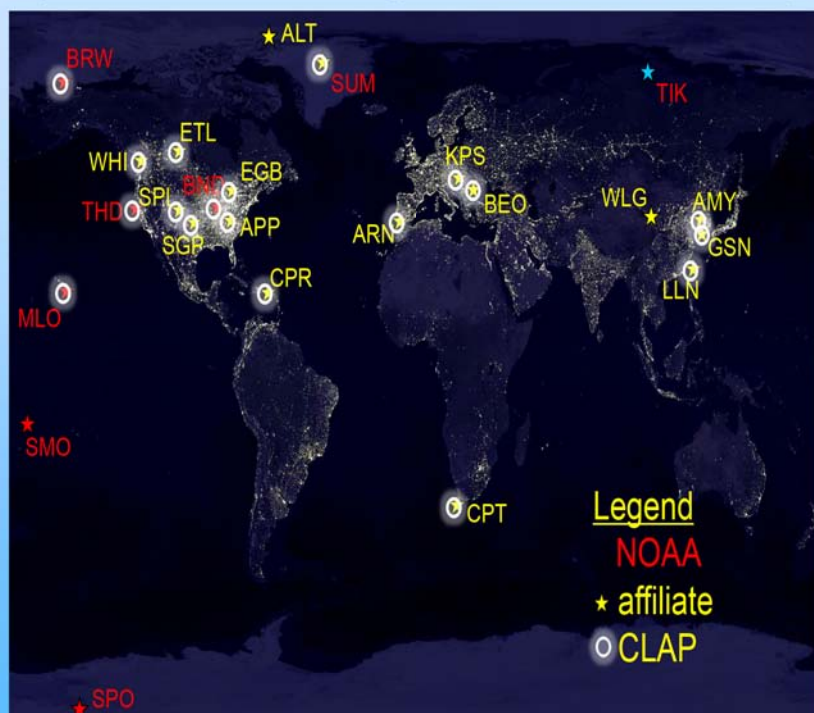 ALT
BRW
SUM
TIK
ETL
WHI
EGB
KPS
BND
SPL
THD
BEO
WLG
AMY
APP
SGP
ARN
GSN
LLN
CPR
MLO
SMO
CPT
Legend
NOAA
affiliate
CLAP
SPO